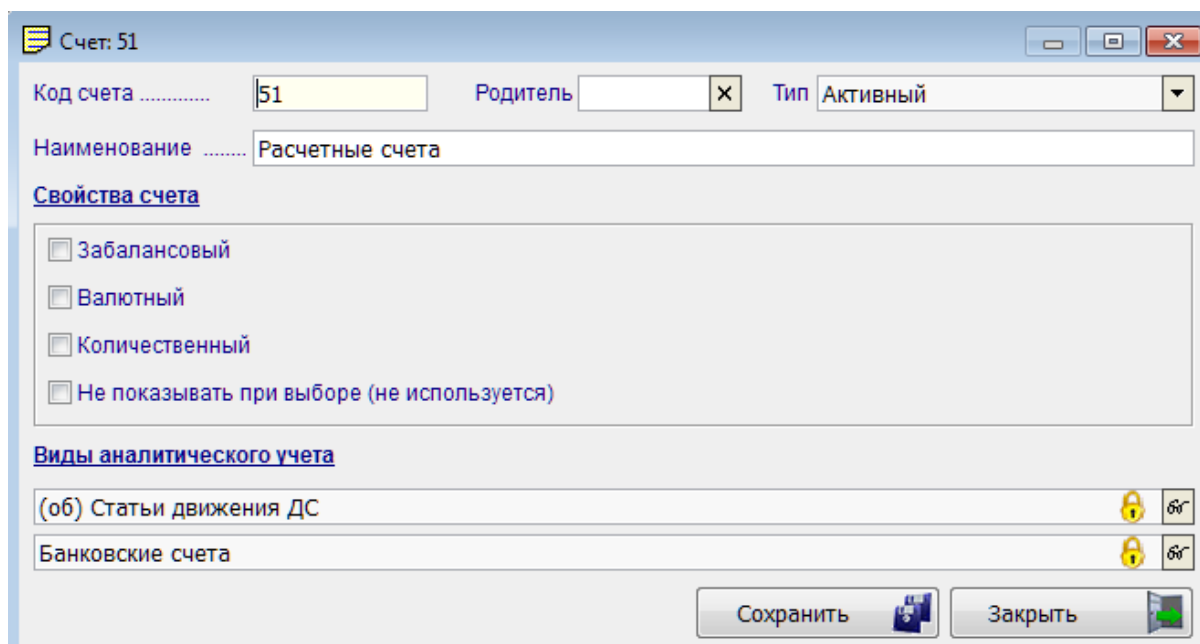 Счет: 51
Код счета ............. 51 Родитель Тип Активный
Наименование ........ Расчетные счета
Свойства счета
Забалансовый
Валютный
Количественный
Не показывать при выборе (не используется)
Виды аналитического учета
(об) Статьи движения ДС
Банковские счета
Сохранить Закрыть